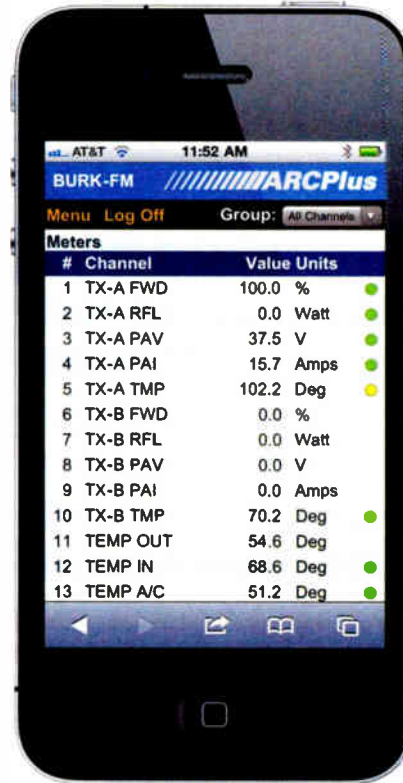 AT&T 11:52 AM
BURK-FM ARCPlus
Menu Log Off Group: All Channels
Meters
# Channel Value Units
1 TX-A FWD 100.0 %
2 TX-A RFL 0.0 Watt
3 TX-A PAV 37.5 V
4 TX-A PAI 15.7 Amps
5 TX-A TMP 102.2 Deg
6 TX-B FWD 0.0 %
7 TX-B RFL 0.0 Watt
8 TX-B PAV 0.0 V
9 TX-B PAI 0.0 Amps
10 TX-B TMP 70.2 Deg
11 TEMP OUT 54.6 Deg
12 TEMP IN 68.6 Deg
13 TEMP A/C 51.2 Deg